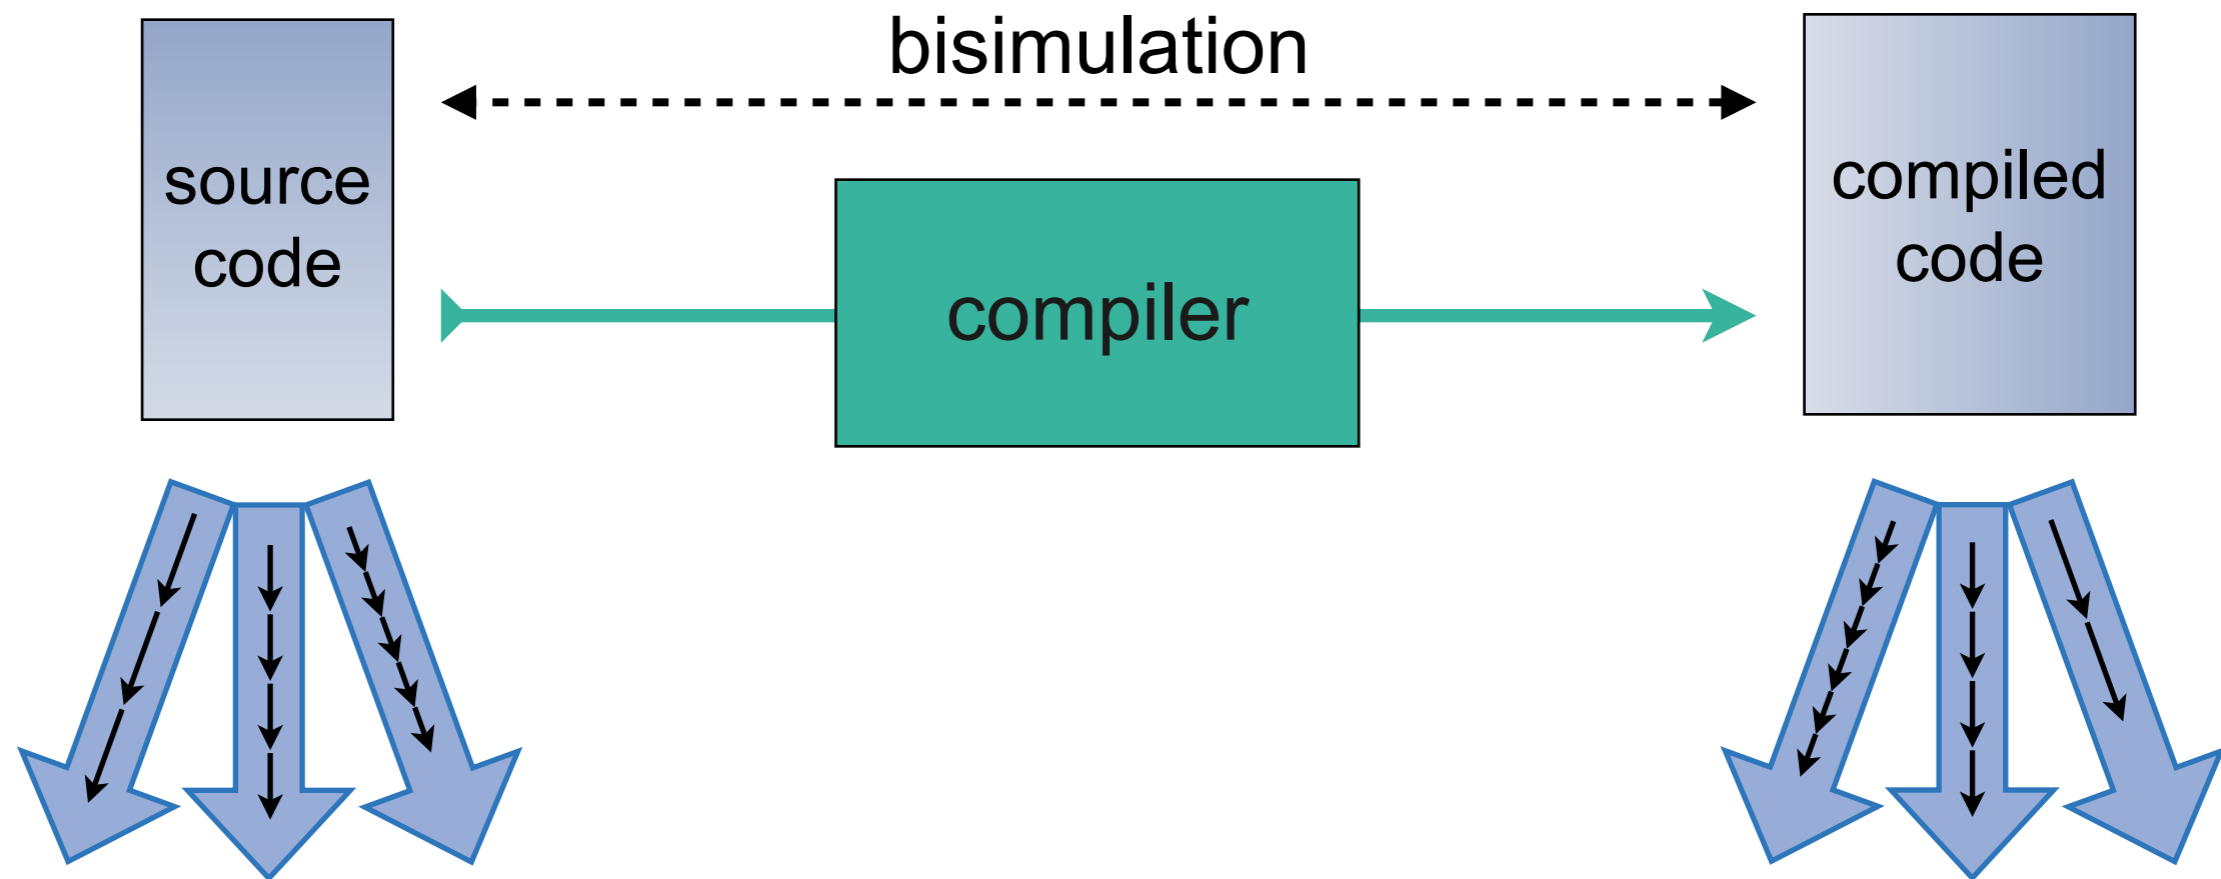 bisimulation
source
code
compiler
compiled
code